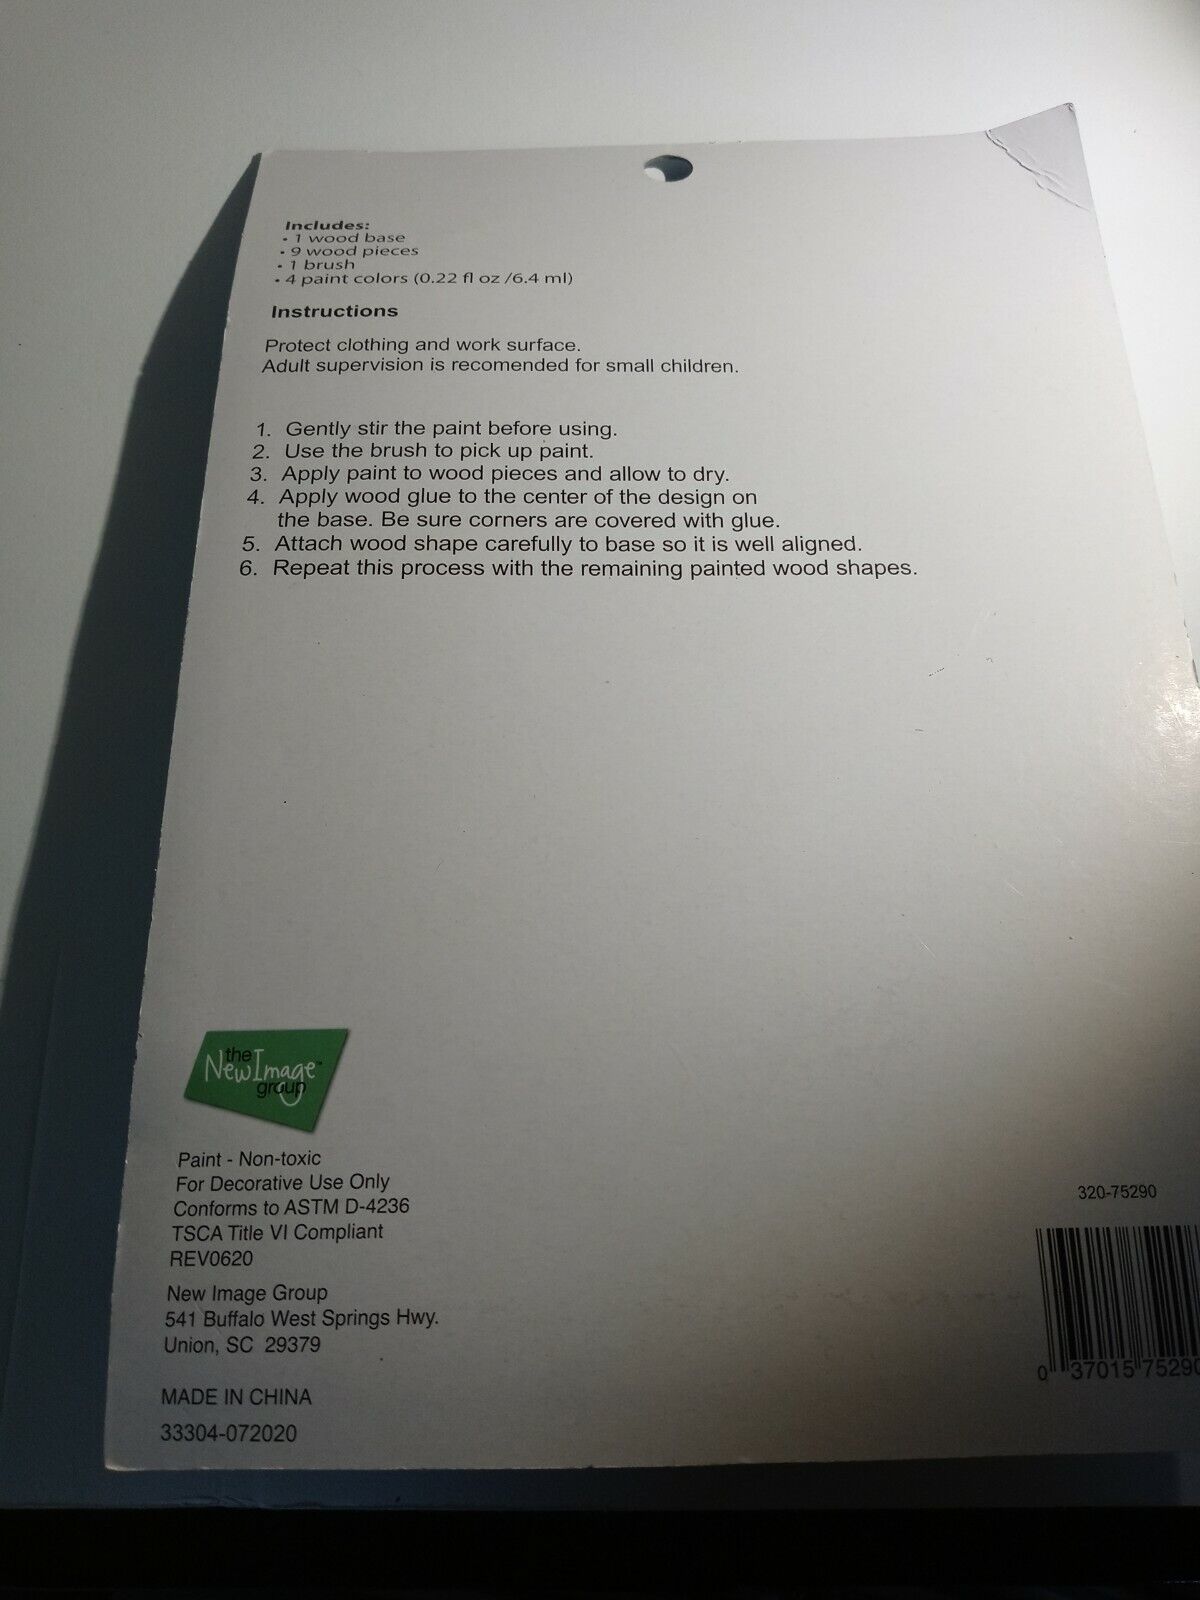 Includes:
• 1 wood base
• 9 wood pieces
• 1 brush
• 4 paint colors (0.22 fl oz /6.4 ml)
Instructions
Protect clothing and work surface.
Adult supervision is recomended for small children.
1. Gently stir the paint before using.
2. Use the brush to pick up paint.
3. Apply paint to wood pieces and allow to dry.
4. Apply wood glue to the center of the design on
the base. Be sure corners are covered with glue.
5. Attach wood shape carefully to base so it is well aligned.
6. Repeat this process with the remaining painted wood shapes.
the
NewImage™
group
Paint - Non-toxic
For Decorative Use Only
Conforms to ASTM D-4236
TSCA Title VI Compliant
REV0620
New Image Group
541 Buffalo West Springs Hwy.
Union, SC 29379
MADE IN CHINA
33304-072020
320-75290
0 37015 75290